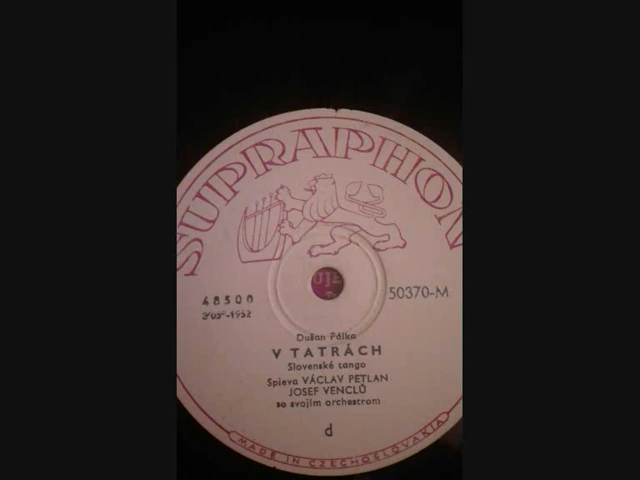 SUPRAPHON
48500
50370-M
Dušan Pálka
V TATRÁCH
Slovenské tango
Spieva VÁCLAV PETLAN
JOSEF VENCLŮ
so svojím orchestrom
d
MADE IN CZECHOSLOVAKIA